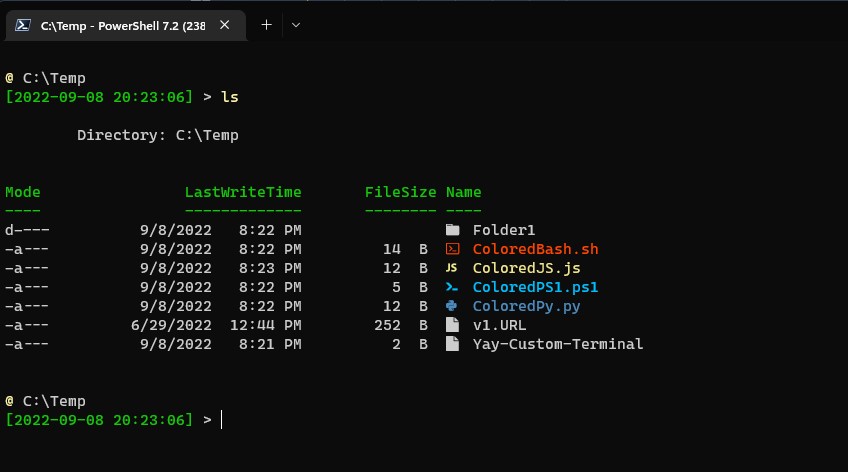 C:\Temp - PowerShell 7.2 (238
@ C:\Temp
[2022-09-08 20:23:06] > ls
Directory: C:\Temp
Mode LastWriteTime FileSize Name
---- ------------- -------- ----
d---- 9/8/2022 8:22 PM Folder1
-a--- 9/8/2022 8:22 PM 14 B ColoredBash.sh
-a--- 9/8/2022 8:23 PM 12 B JS ColoredJS.js
-a--- 9/8/2022 8:22 PM 5 B ColoredPS1.ps1
-a--- 9/8/2022 8:22 PM 12 B ColoredPy.py
-a--- 6/29/2022 12:44 PM 252 B v1.URL
-a--- 9/8/2022 8:21 PM 2 B Yay-Custom-Terminal
@ C:\Temp
[2022-09-08 20:23:06] >